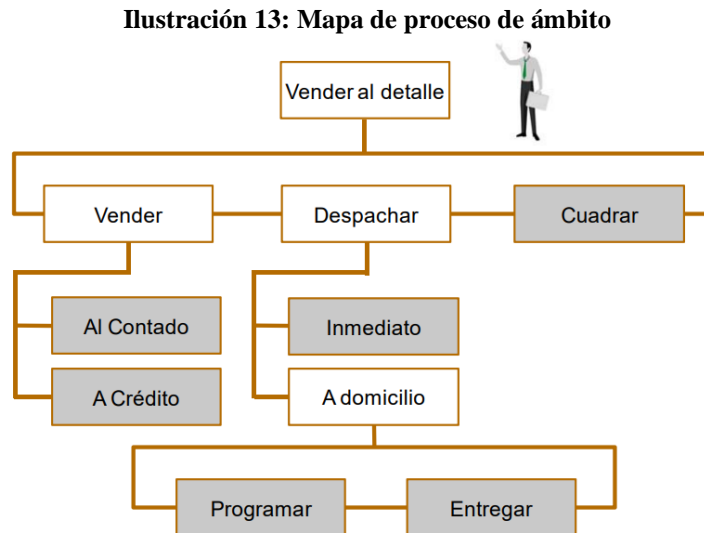 Ilustración 13: Mapa de proceso de ámbito
Vender al detalle
Vender
Despachar
Cuadrar
Al Contado
Inmediato
A Crédito
A domicilio
Programar
Entregar